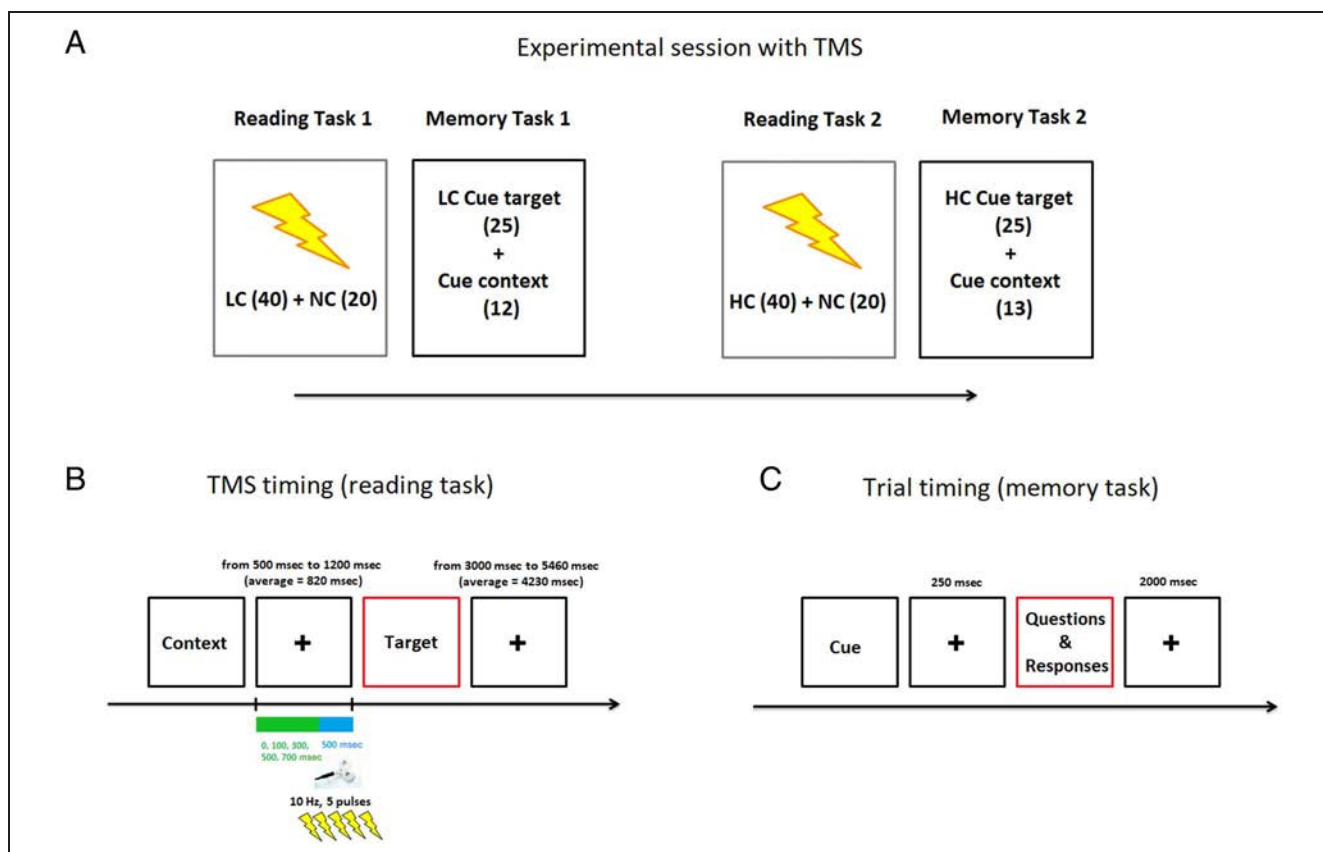 A
Experimental session with TMS
Reading Task 1
Memory Task 1
Reading Task 2
Memory Task 2
LC (40) + NC (20)
LC Cue target
(25)
+
Cue context
(12)
HC (40) + NC (20)
HC Cue target
(25)
+
Cue context
(13)
B
TMS timing (reading task)
from 500 msec to 1200 msec
(average = 820 msec)
from 3000 msec to 5460 msec
(average = 4230 msec)
Context
+
Target
+
0, 100, 300,
500, 700 msec
500 msec
10 Hz, 5 pulses
C
Trial timing (memory task)
250 msec
2000 msec
Cue
+
Questions
&
Responses
+